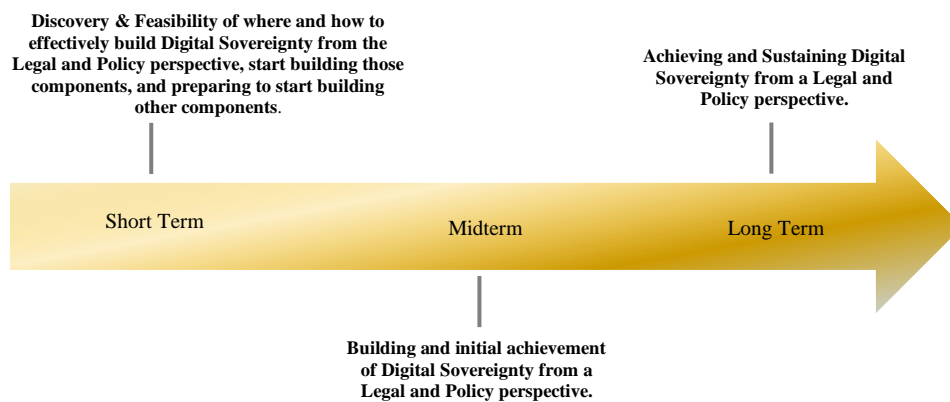 Discovery & Feasibility of where and how to
effectively build Digital Sovereignty from the
Legal and Policy perspective, start building those
components, and preparing to start building
other components.
Achieving and Sustaining Digital
Sovereignty from a Legal and
Policy perspective.
Short Term
Midterm
Long Term
Building and initial achievement
of Digital Sovereignty from a
Legal and Policy perspective.